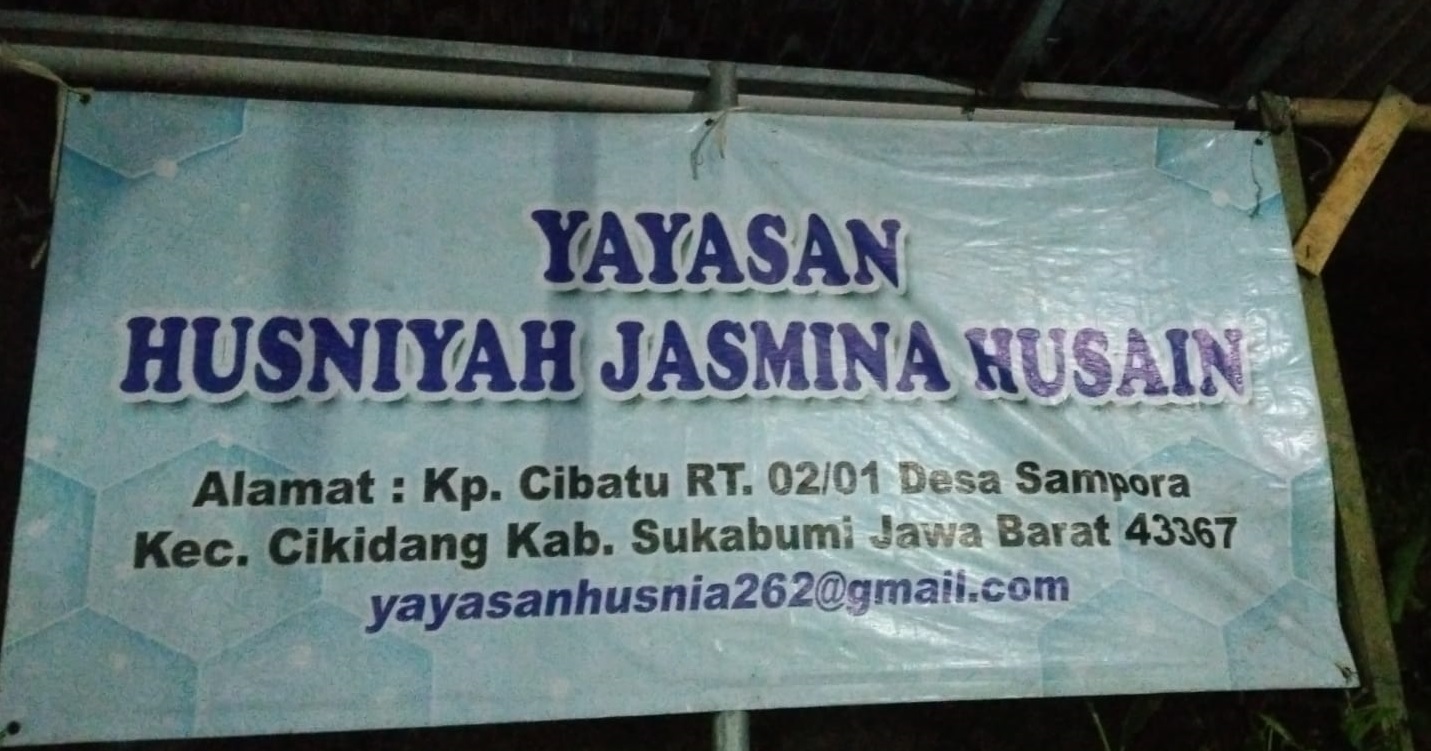 YAYASAN
HUSNIYAH JASMINA HUSAIN
Alamat : Kp. Cibatu RT. 02/01 Desa Sampora
Kec. Cikidang Kab. Sukabumi Jawa Barat 43367
yayasanhusnia262@gmail.com